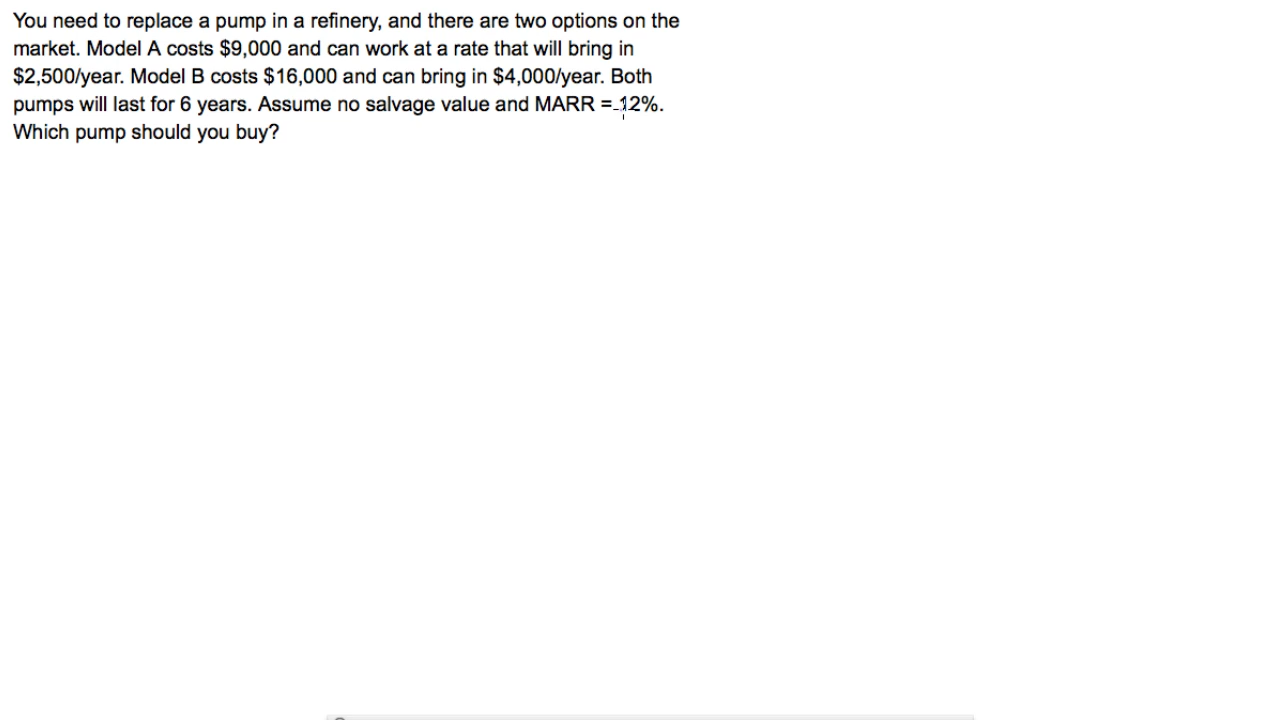 You need to replace a pump in a refinery, and there are two options on the
market. Model A costs $9,000 and can work at a rate that will bring in
$2,500/year. Model B costs $16,000 and can bring in $4,000/year. Both
pumps will last for 6 years. Assume no salvage value and MARR = 12%.
Which pump should you buy?